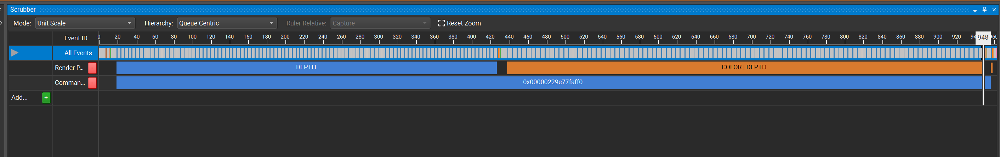 Scrubber
Mode: Unit Scale Hierarchy: Queue Centric Ruler Relative: Capture Reset Zoom
Event ID 0 20 40 60 80 100 120 140 160 180 200 220 240 260 280 300 320 340 360 380 400 420 440 460 480 500 520 540 560 580 600 620 640 660 680 700 720 740 760 780 800 820 840 860 880 900 920 94 948 960
All Events
Render P... - DEPTH COLOR | DEPTH
Comman... - 0x00000229e77faff0
Add... +